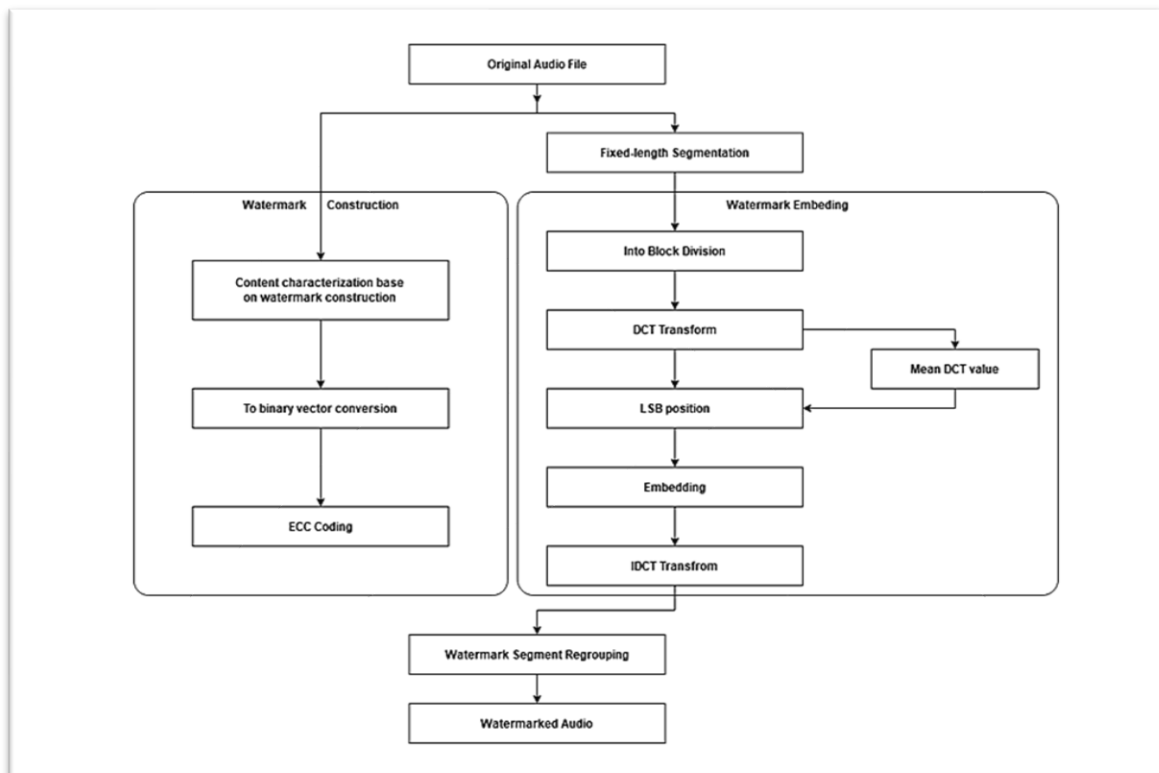 Original Audio File
Fixed-length Segmentation
Watermark Construction
Content characterization base
on watermark construction
To binary vector conversion
ECC Coding
Watermark Embeding
Into Block Division
DCT Transform
Mean DCT value
LSB position
Embedding
IDCT Transfrom
Watermark Segment Regrouping
Watermarked Audio